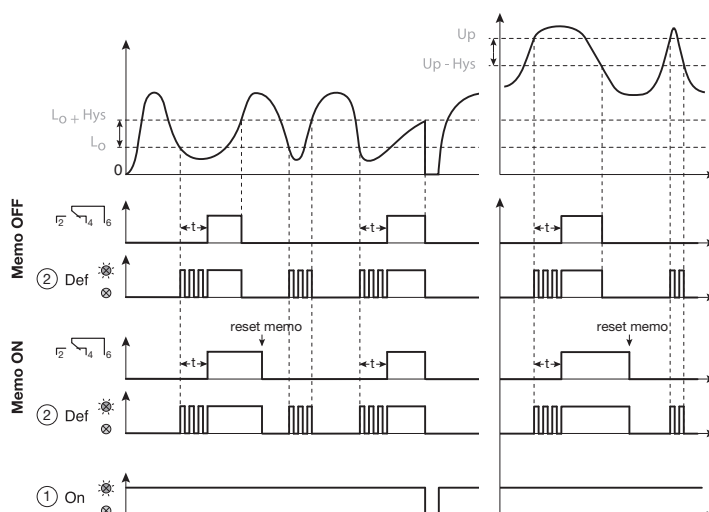 Up
Up - Hys
Lo + Hys
Lo
0
Memo OFF
2 4 6
t
t
t
2 Def
reset memo
reset memo
Memo ON
2 4 6
t
t
t
2 Def
1 On